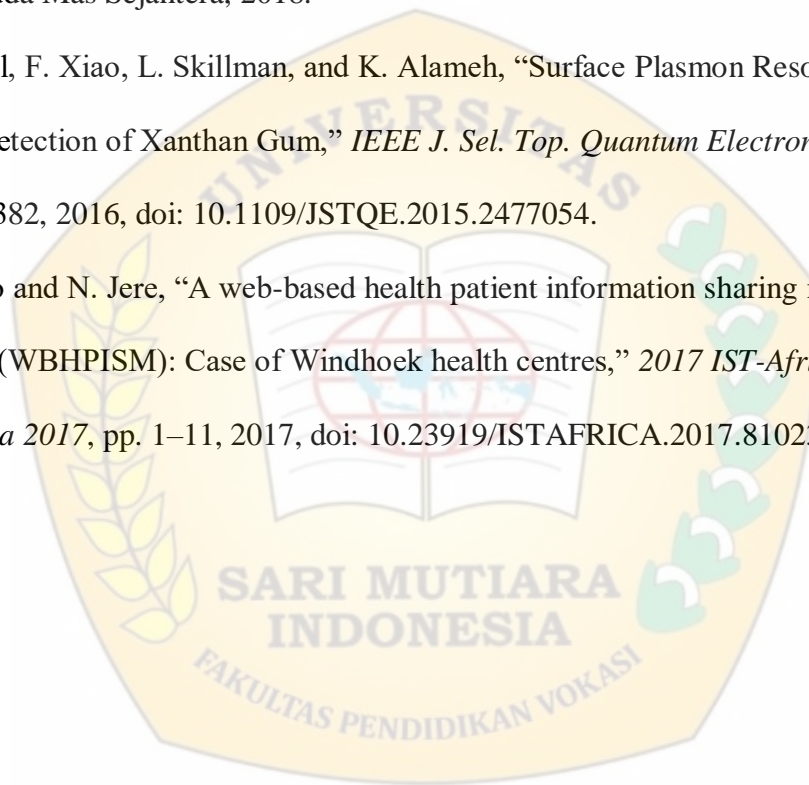 Mas Sejahtera, 2018.
l, F. Xiao, L. Skillman, and K. Alameh, “Surface Plasmon Reso
etection of Xanthan Gum,” IEEE J. Sel. Top. Quantum Electron
382, 2016, doi: 10.1109/JSTQE.2015.2477054.
and N. Jere, “A web-based health patient information sharing
(WBHPISM): Case of Windhoek health centres,” 2017 IST-Afri
a 2017, pp. 1–11, 2017, doi: 10.23919/ISTAFRICA.2017.81023
UNIVERSITAS
SARI MUTIARA
INDONESIA
FAKULTAS PENDIDIKAN VOKASI